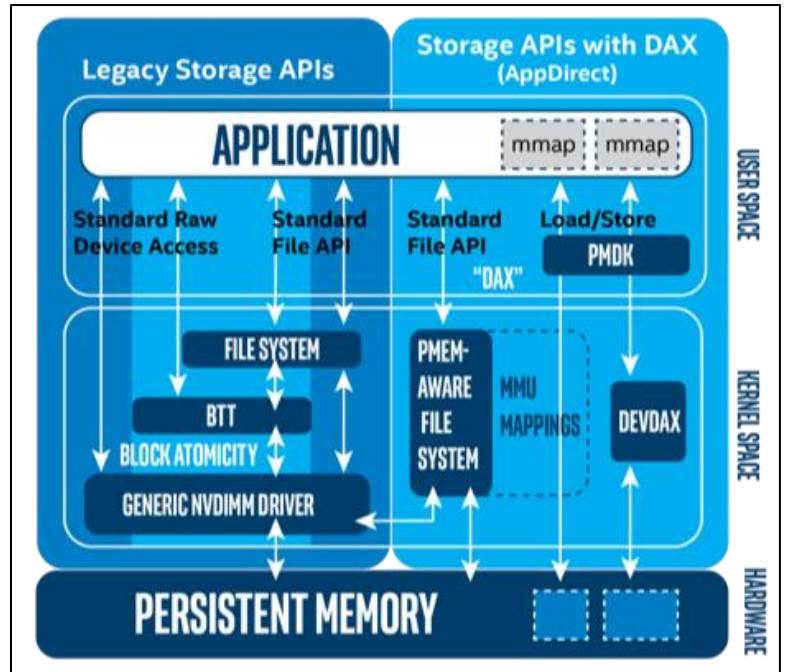 Legacy Storage APIs
Storage APIs with DAX
(AppDirect)
APPLICATION
mmap
mmap
USER SPACE
Standard Raw
Device Access
Standard
File API
Standard
File API
Load/Store
PMDK
"DAX"
FILE SYSTEM
PMEM-
AWARE
FILE
SYSTEM
MMU
MAPPINGS
BTT
DEVDAX
KERNEL SPACE
BLOCK ATOMICITY
GENERIC NVDIMM DRIVER
PERSISTENT MEMORY
HARDWARE